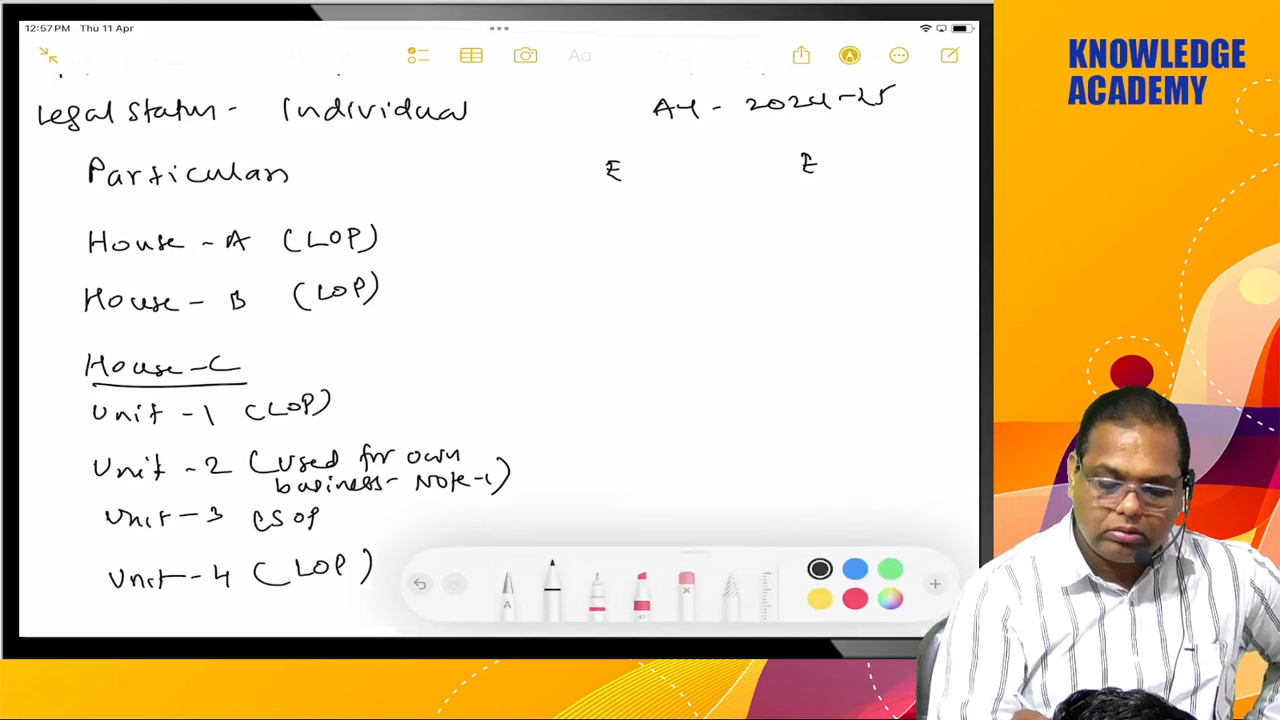 12:57 PM Thu 11 Apr
KNOWLEDGE
ACADEMY
Aa
Legal Status - Individual AY - 2024-25
Particulars ₹ ₹
House - A (LOP)
House - B (LOP)
House - C
Unit - 1 (LOP)
Unit - 2 (Used for own
business - Note-1)
Unit - 3 (SOP
Unit - 4 (LOP)
A